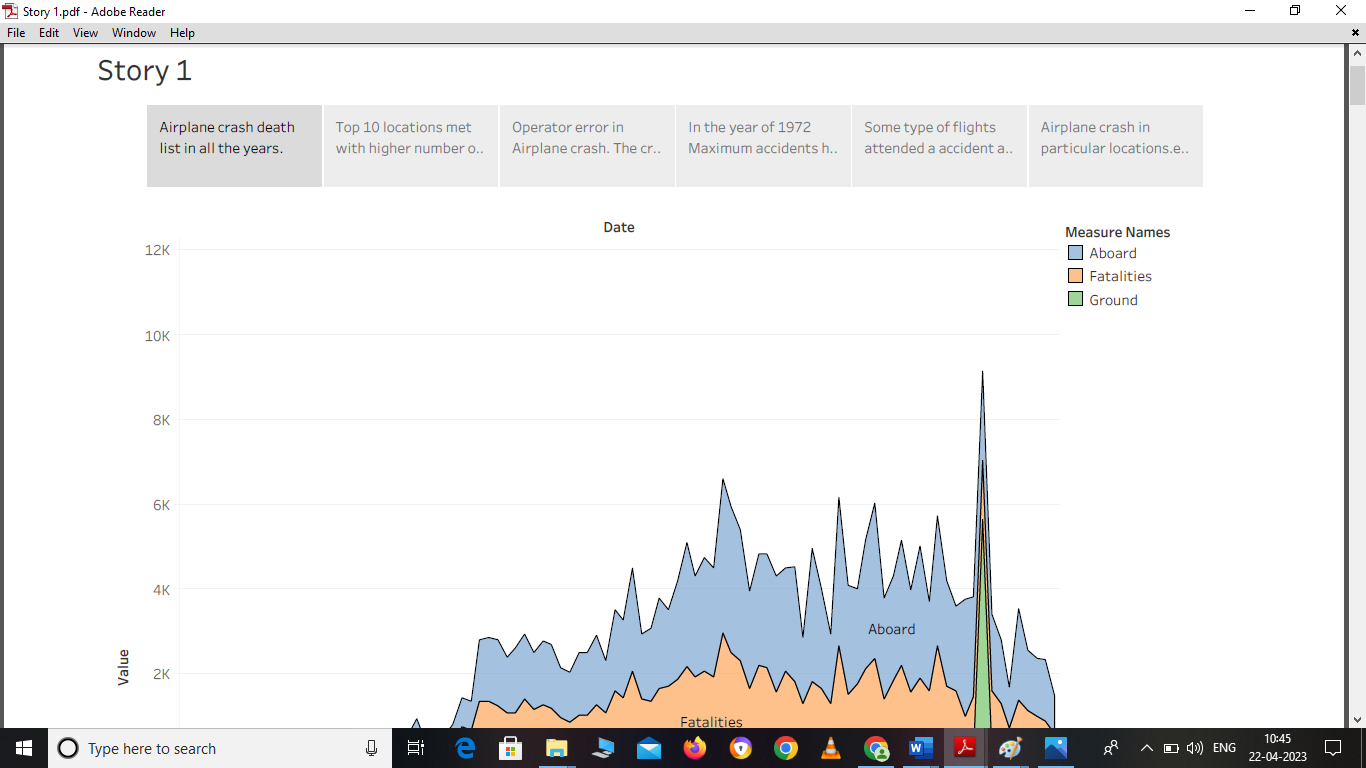 Story 1.pdf - Adobe Reader
File Edit View Window Help
Story 1
Airplane crash death
list in all the years.
Top 10 locations met
with higher number o..
Operator error in
Airplane crash. The cr..
In the year of 1972
Maximum accidents h..
Some type of flights
attended a accident a..
Airplane crash in
particular locations.e..
Date
Measure Names
Aboard
Fatalities
Ground
12K
10K
8K
6K
4K
2K
Value
Aboard
Fatalities
Type here to search
ENG
10:45
22-04-2023